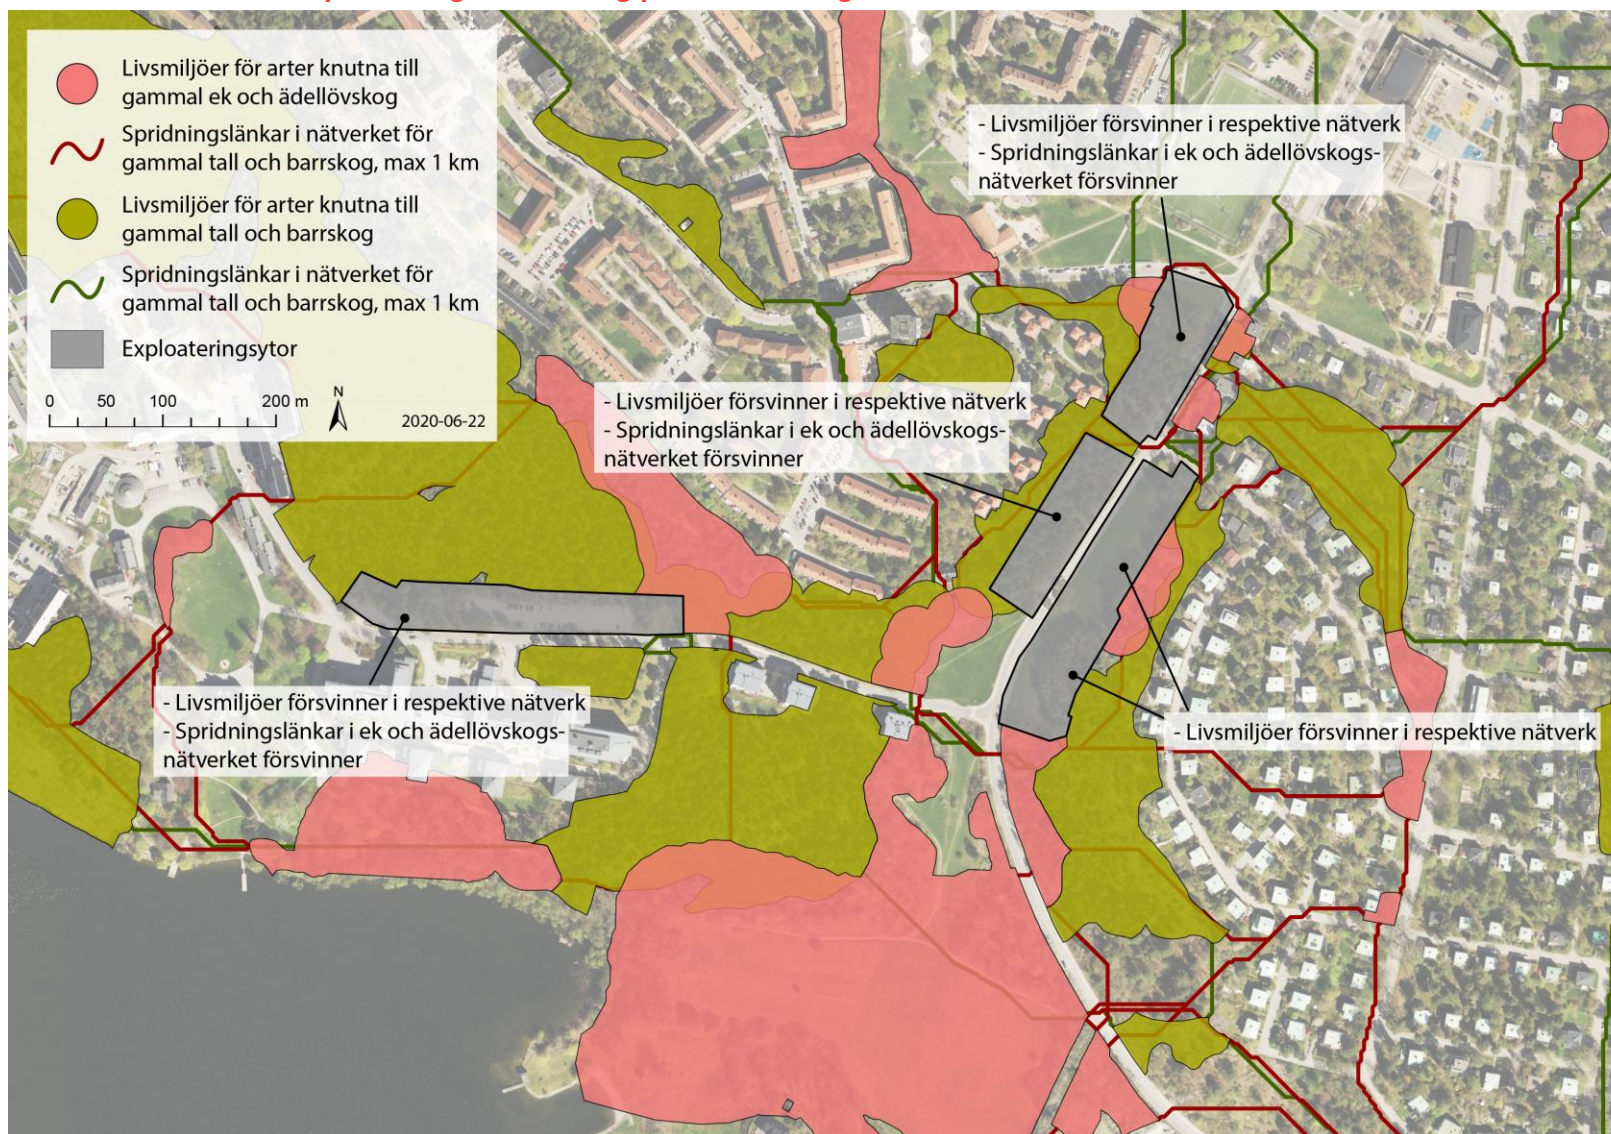 Livsmiljöer för arter knutna till
gammal ek och ädellövskog
Spridningslänkar i nätverket för
gammal tall och barrskog, max 1 km
Livsmiljöer för arter knutna till
gammal tall och barrskog
Spridningslänkar i nätverket för
gammal tall och barrskog, max 1 km
Exploateringsytor
0 50 100 200 m
N
2020-06-22
- Livsmiljöer försvinner i respektive nätverk
- Spridningslänkar i ek och ädellövskogs-
nätverket försvinner
- Livsmiljöer försvinner i respektive nätverk
- Spridningslänkar i ek och ädellövskogs-
nätverket försvinner
- Livsmiljöer försvinner i respektive nätverk
- Spridningslänkar i ek och ädellövskogs-
nätverket försvinner
- Livsmiljöer försvinner i respektive nätverk